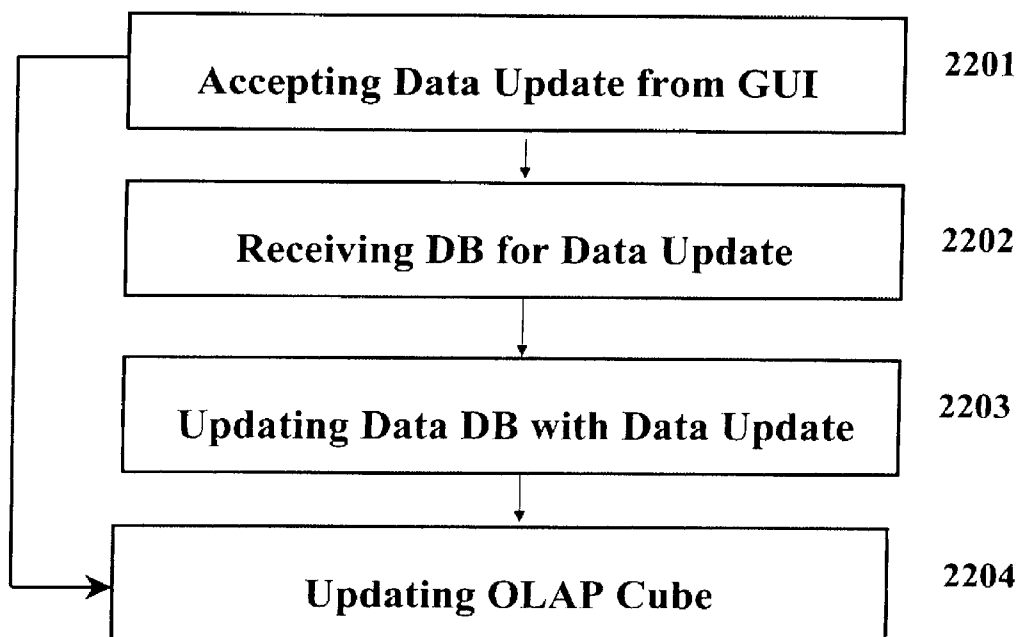 Accepting Data Update from GUI 2201
Receiving DB for Data Update 2202
Updating Data DB with Data Update 2203
Updating OLAP Cube 2204